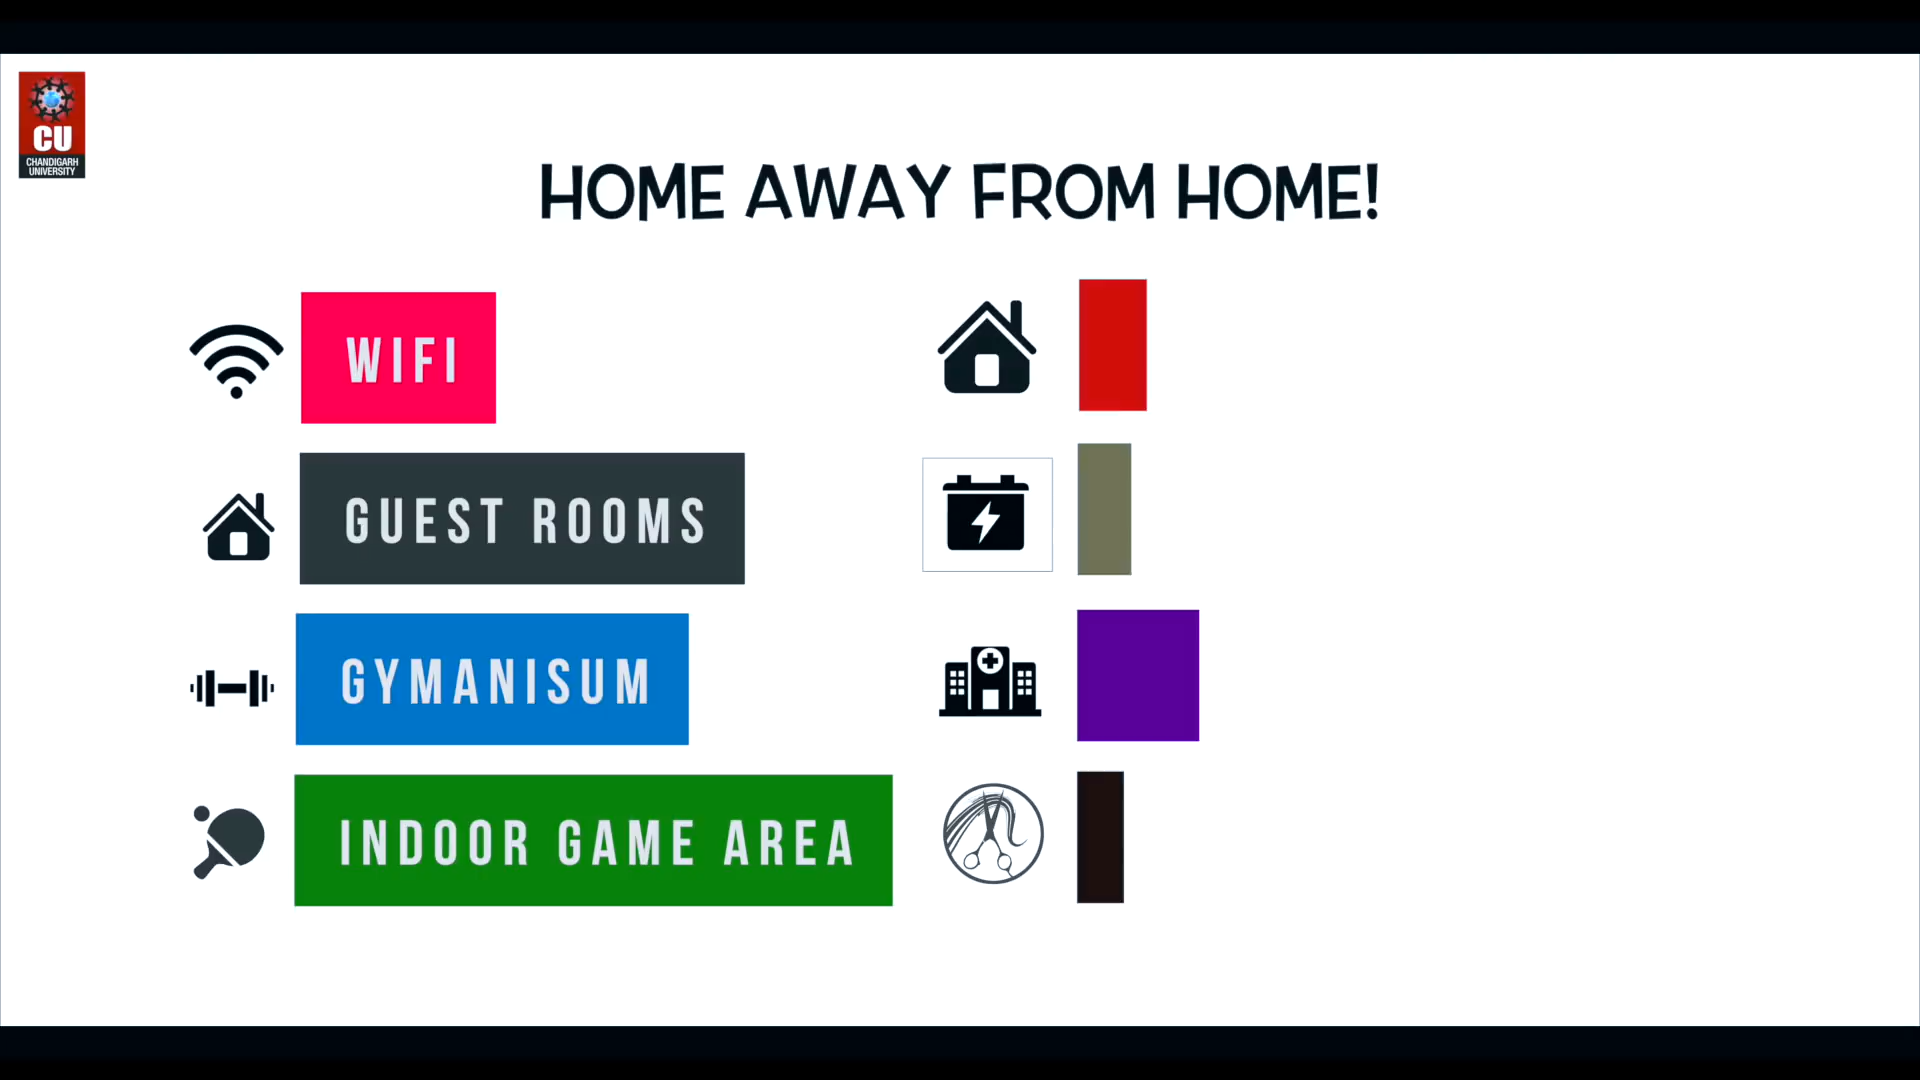 CU
CHANDIGARH
UNIVERSITY
HOME AWAY FROM HOME!
WIFI
GUEST ROOMS
GYMANISUM
INDOOR GAME AREA